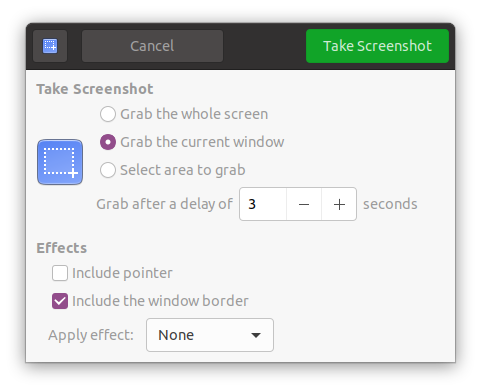 Cancel
Take Screenshot
Take Screenshot
Grab the whole screen
Grab the current window
Select area to grab
Grab after a delay of 3 seconds
Effects
Include pointer
Include the window border
Apply effect: None